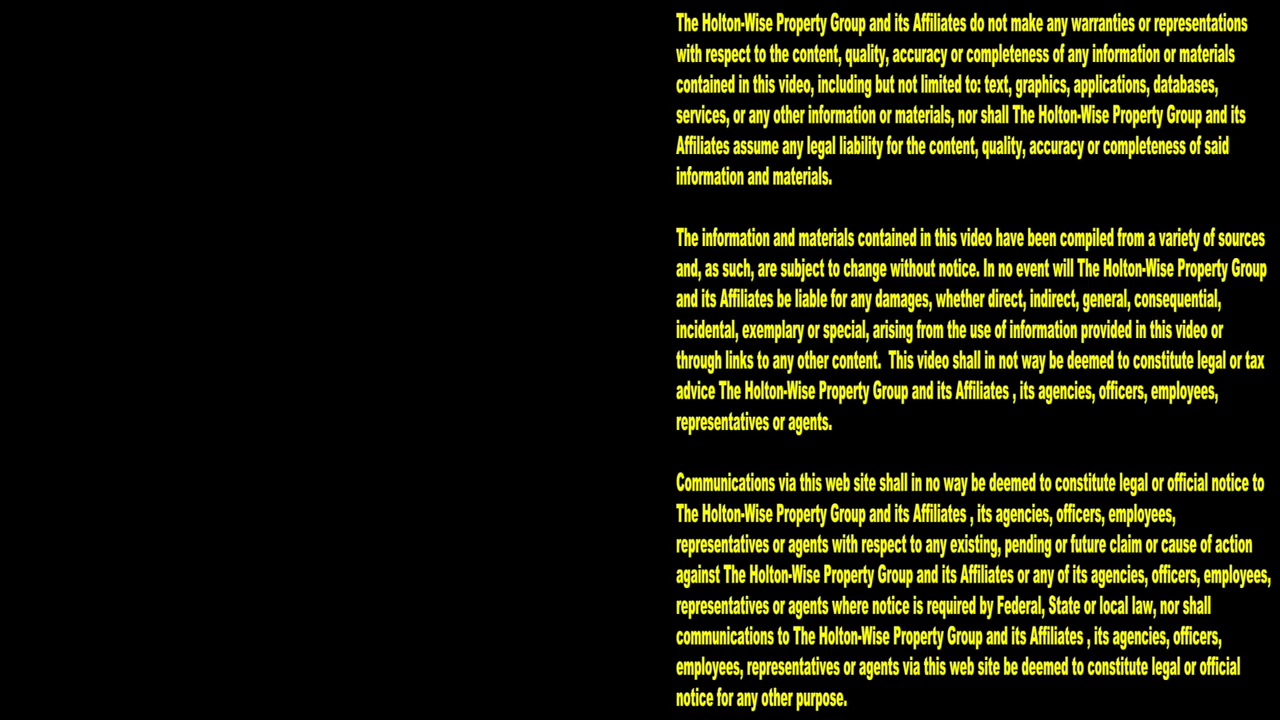 The Holton-Wise Property Group and its Affiliates do not make any warranties or representations
with respect to the content, quality, accuracy or completeness of any information or materials
contained in this video, including but not limited to: text, graphics, applications, databases,
services, or any other information or materials, nor shall The Holton-Wise Property Group and its
Affiliates assume any legal liability for the content, quality, accuracy or completeness of said
information and materials.
The information and materials contained in this video have been compiled from a variety of sources
and, as such, are subject to change without notice. In no event will The Holton-Wise Property Group
and its Affiliates be liable for any damages, whether direct, indirect, general, consequential,
incidental, exemplary or special, arising from the use of information provided in this video or
through links to any other content.  This video shall in not way be deemed to constitute legal or tax
advice The Holton-Wise Property Group and its Affiliates , its agencies, officers, employees,
representatives or agents.
Communications via this web site shall in no way be deemed to constitute legal or official notice to
The Holton-Wise Property Group and its Affiliates , its agencies, officers, employees,
representatives or agents with respect to any existing, pending or future claim or cause of action
against The Holton-Wise Property Group and its Affiliates or any of its agencies, officers, employees,
representatives or agents where notice is required by Federal, State or local law, nor shall
communications to The Holton-Wise Property Group and its Affiliates , its agencies, officers,
employees, representatives or agents via this web site be deemed to constitute legal or official
notice for any other purpose.